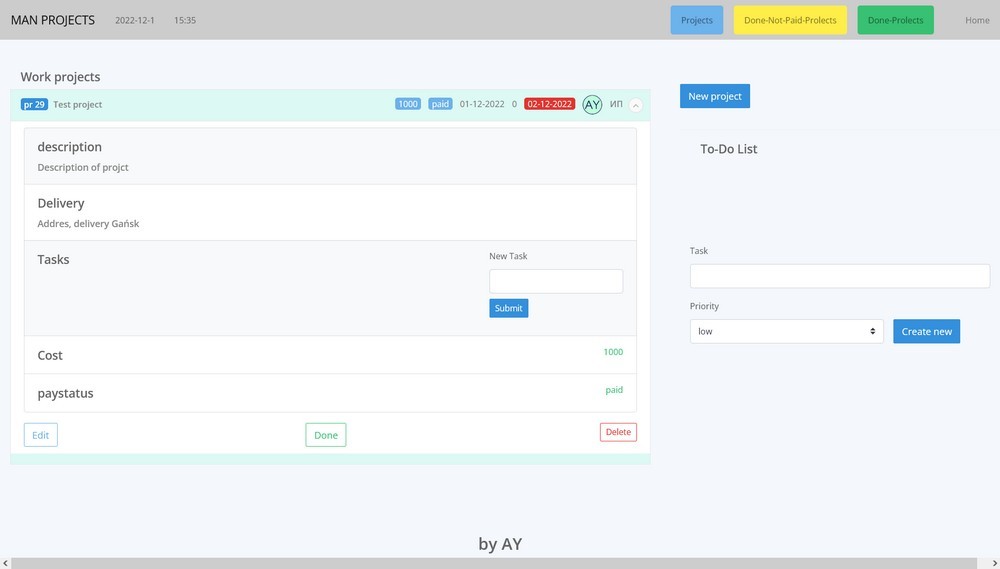 MAN PROJECTS 2022-12-1 15:35 Projects Done-Not-Paid-Prolects Done-Prolects Home
Work projects
pr 29 Test project 1000 paid 01-12-2022 0 02-12-2022 AY ИП
New project
description
Description of projct
To-Do List
Delivery
Addres, delivery Gańsk
Tasks
New Task
Submit
Task
Priority
low Create new
Cost 1000
paystatus paid
Edit Done Delete
by AY